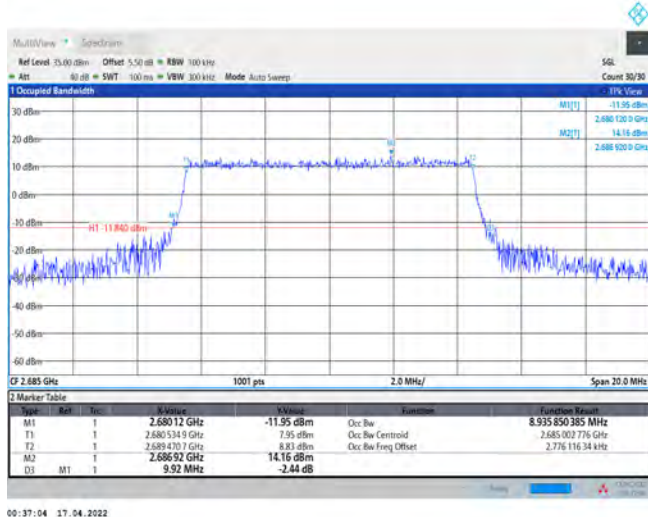 MultiView Spectrum
Ref Level 35.00 dBm Offset 5.50 dB RBW 100 kHz SGL
Att 40 dB SWT 100 ms VBW 300 kHz Mode Auto Sweep Count 30/30
1 Occupied Bandwidth 1Pk View
M1[1] -11.95 dBm
2.680 120 0 GHz
M2[1] 14.16 dBm
2.686 920 0 GHz
30 dBm
20 dBm
M2
T1 T2
10 dBm
0 dBm
M1
-10 dBm
H1 -11.840 dBm
-20 dBm
-30 dBm
-40 dBm
-50 dBm
-60 dBm
CF 2.685 GHz 1001 pts 2.0 MHz/ Span 20.0 MHz
2 Marker Table
Type Ref Trc X-Value Y-Value Function Function Result
M1 1 2.680 12 GHz -11.95 dBm Occ Bw 8.935 850 385 MHz
T1 1 2.680 534 9 GHz 7.95 dBm Occ Bw Centroid 2.685 002 776 GHz
T2 1 2.689 470 7 GHz 8.83 dBm Occ Bw Freq Offset 2.776 116 34 kHz
M2 1 2.686 92 GHz 14.16 dBm
D3 M1 1 9.92 MHz -2.44 dB
Ready
00:37:04 17.04.2022